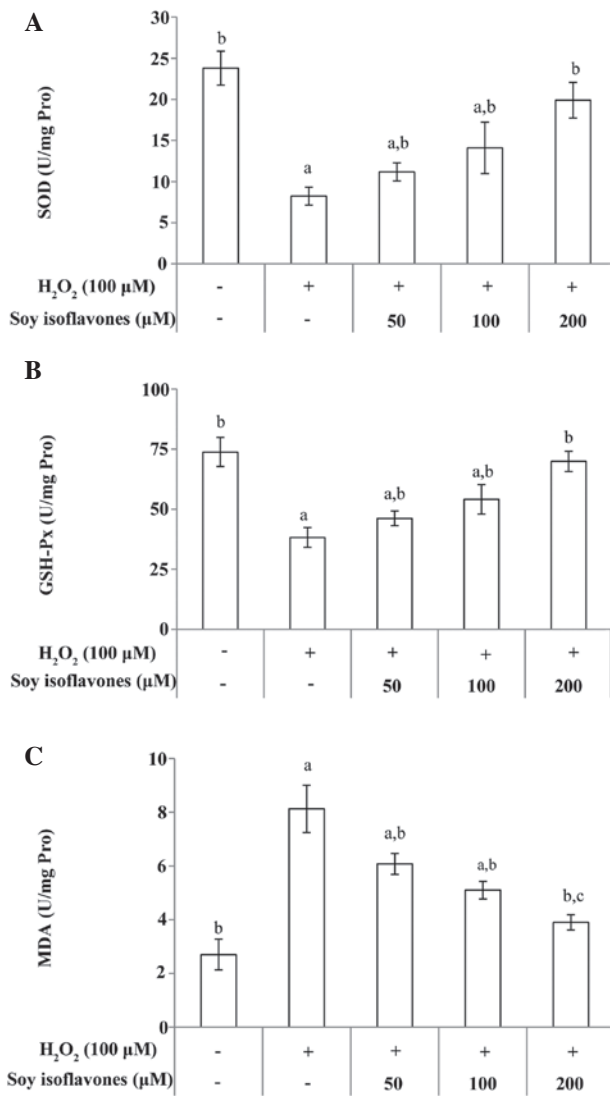 A
SOD (U/mg Pro)
30
25
20
15
10
5
0
b
a
a,b
a,b
b
H₂O₂ (100 µM) - + + + +
Soy isoflavones (µM) - - 50 100 200
B
GSH-Px (U/mg Pro)
100
75
50
25
0
b
a
a,b
a,b
b
H₂O₂ (100 µM) - + + + +
Soy isoflavones (µM) - - 50 100 200
C
MDA (U/mg Pro)
10
8
6
4
2
0
b
a
a,b
a,b
b,c
H₂O₂ (100 µM) - + + + +
Soy isoflavones (µM) - - 50 100 200